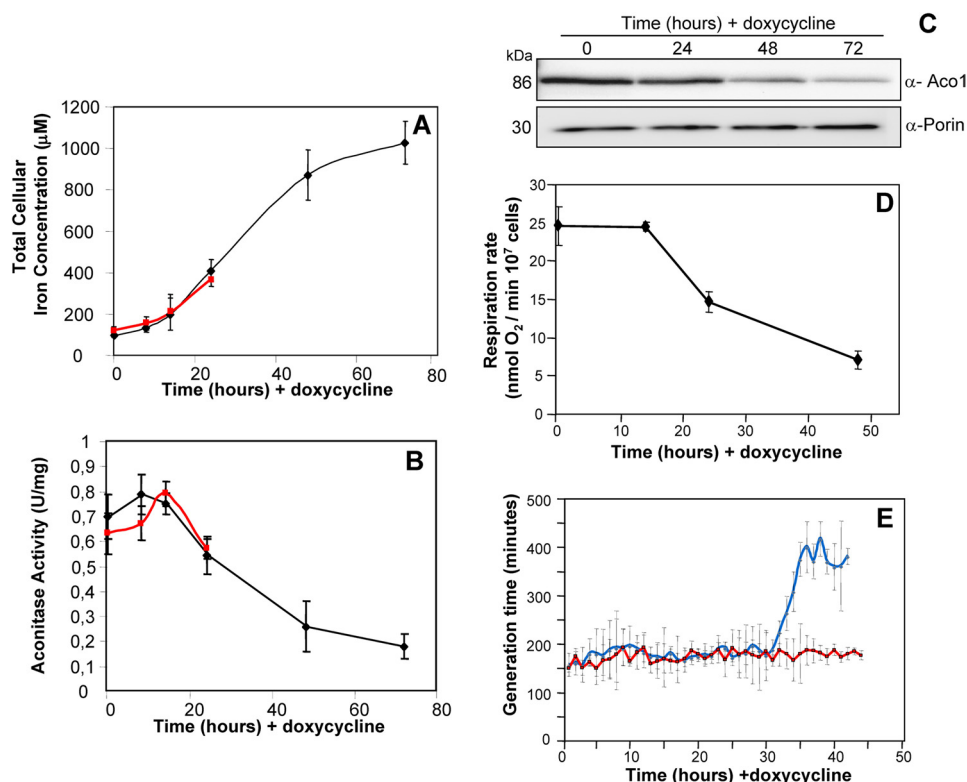 A
Total Cellular
Iron Concentration (µM)
1200
1000
800
600
400
200
0
0 20 40 60 80
Time (hours) + doxycycline
B
Aconitase Activity (U/mg)
1
0,9
0,8
0,7
0,6
0,5
0,4
0,3
0,2
0,1
0
0 20 40 60 80
Time (hours) + doxycycline
C
Time (hours) + doxycycline
kDa 0 24 48 72
86 α- Aco1
30 α-Porin
D
Respiration rate
(nmol O₂ / min 10⁷ cells)
30
25
20
15
10
5
0
0 10 20 30 40 50
Time (hours) + doxycycline
E
Generation time (minutes)
500
400
300
200
100
0
0 10 20 30 40 50
Time (hours) +doxycycline